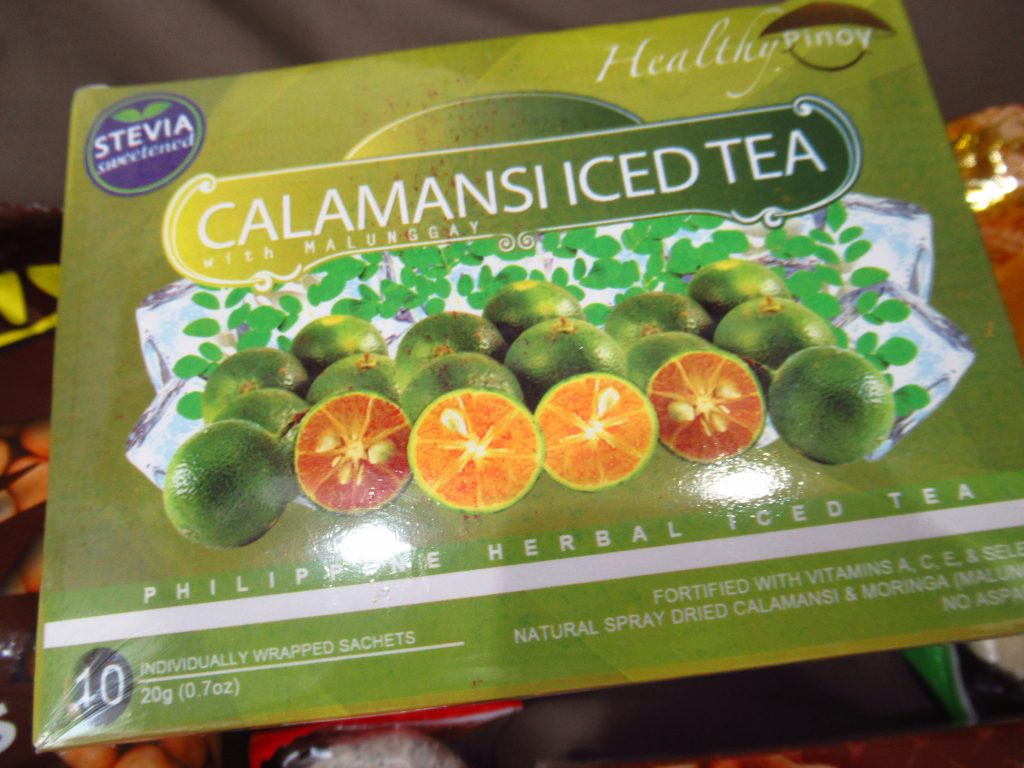 Healthy Pinoy
STEVIA
sweetened
CALAMANSI ICED TEA
with MALUNGGAY
PHILIPPINE HERBAL ICED TEA
FORTIFIED WITH VITAMINS A, C, E, &
NATURAL SPRAY DRIED CALAMANSI & MORINGA
NO
10
INDIVIDUALLY WRAPPED SACHETS
20g (0.7oz)